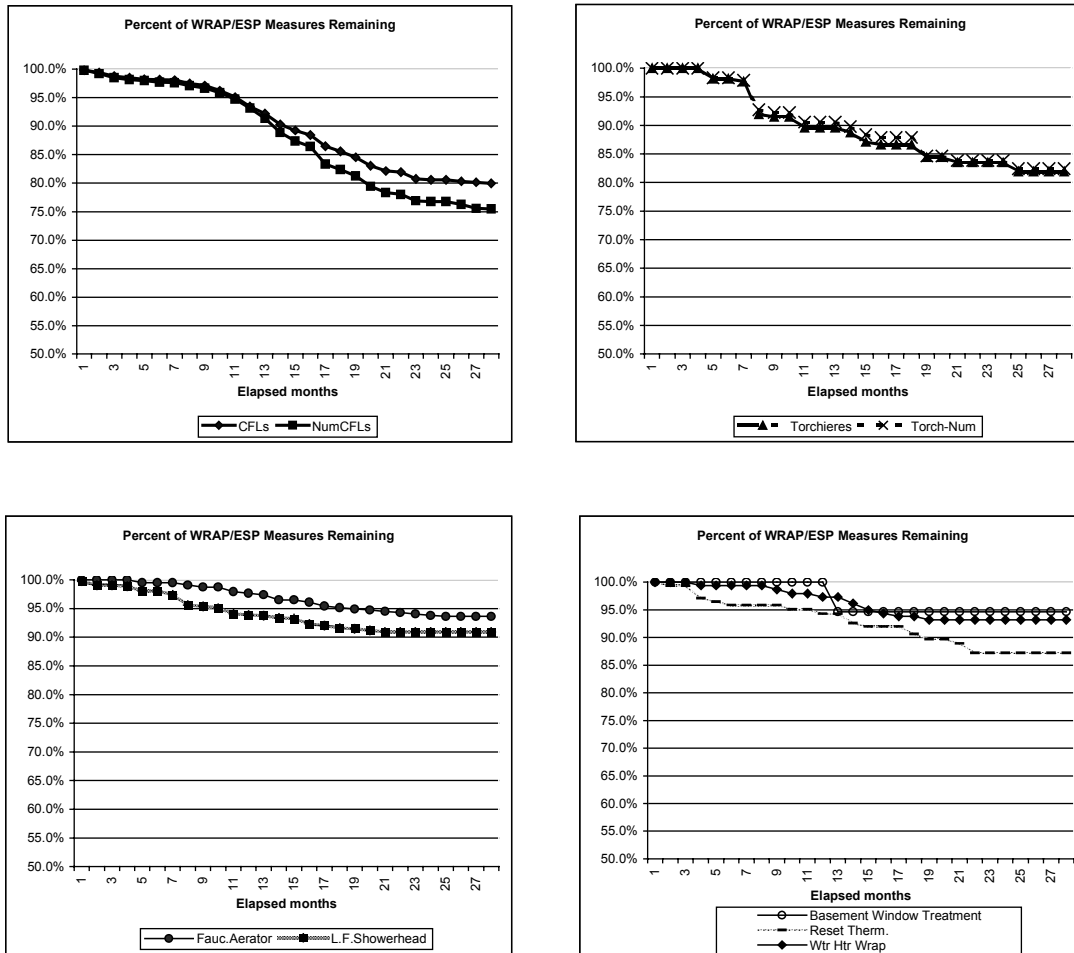 Percent of WRAP/ESP Measures Remaining
100.0%
95.0%
90.0%
85.0%
80.0%
75.0%
70.0%
65.0%
60.0%
55.0%
50.0%
1 3 5 7 9 11 13 15 17 19 21 23 25 27
Elapsed months
CFLs NumCFLs
Percent of WRAP/ESP Measures Remaining
100.0%
95.0%
90.0%
85.0%
80.0%
75.0%
70.0%
65.0%
60.0%
55.0%
50.0%
1 3 5 7 9 11 13 15 17 19 21 23 25 27
Elapsed months
Torchieres Torch-Num
Percent of WRAP/ESP Measures Remaining
100.0%
95.0%
90.0%
85.0%
80.0%
75.0%
70.0%
65.0%
60.0%
55.0%
50.0%
1 3 5 7 9 11 13 15 17 19 21 23 25 27
Elapsed months
Fauc.Aerator L.F.Showerhead
Percent of WRAP/ESP Measures Remaining
100.0%
95.0%
90.0%
85.0%
80.0%
75.0%
70.0%
65.0%
60.0%
55.0%
50.0%
1 3 5 7 9 11 13 15 17 19 21 23 25 27
Elapsed months
Basement Window Treatment
Reset Therm.
Wtr Htr Wrap